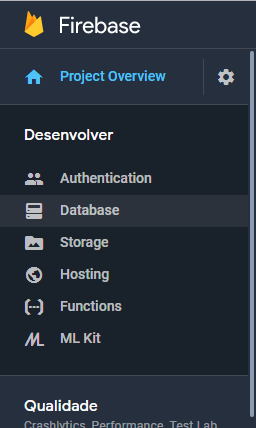 Firebase
Project Overview
Desenvolver
Authentication
Database
Storage
Hosting
Functions
ML Kit
Qualidade
Crashlytics, Performance, Test Lab